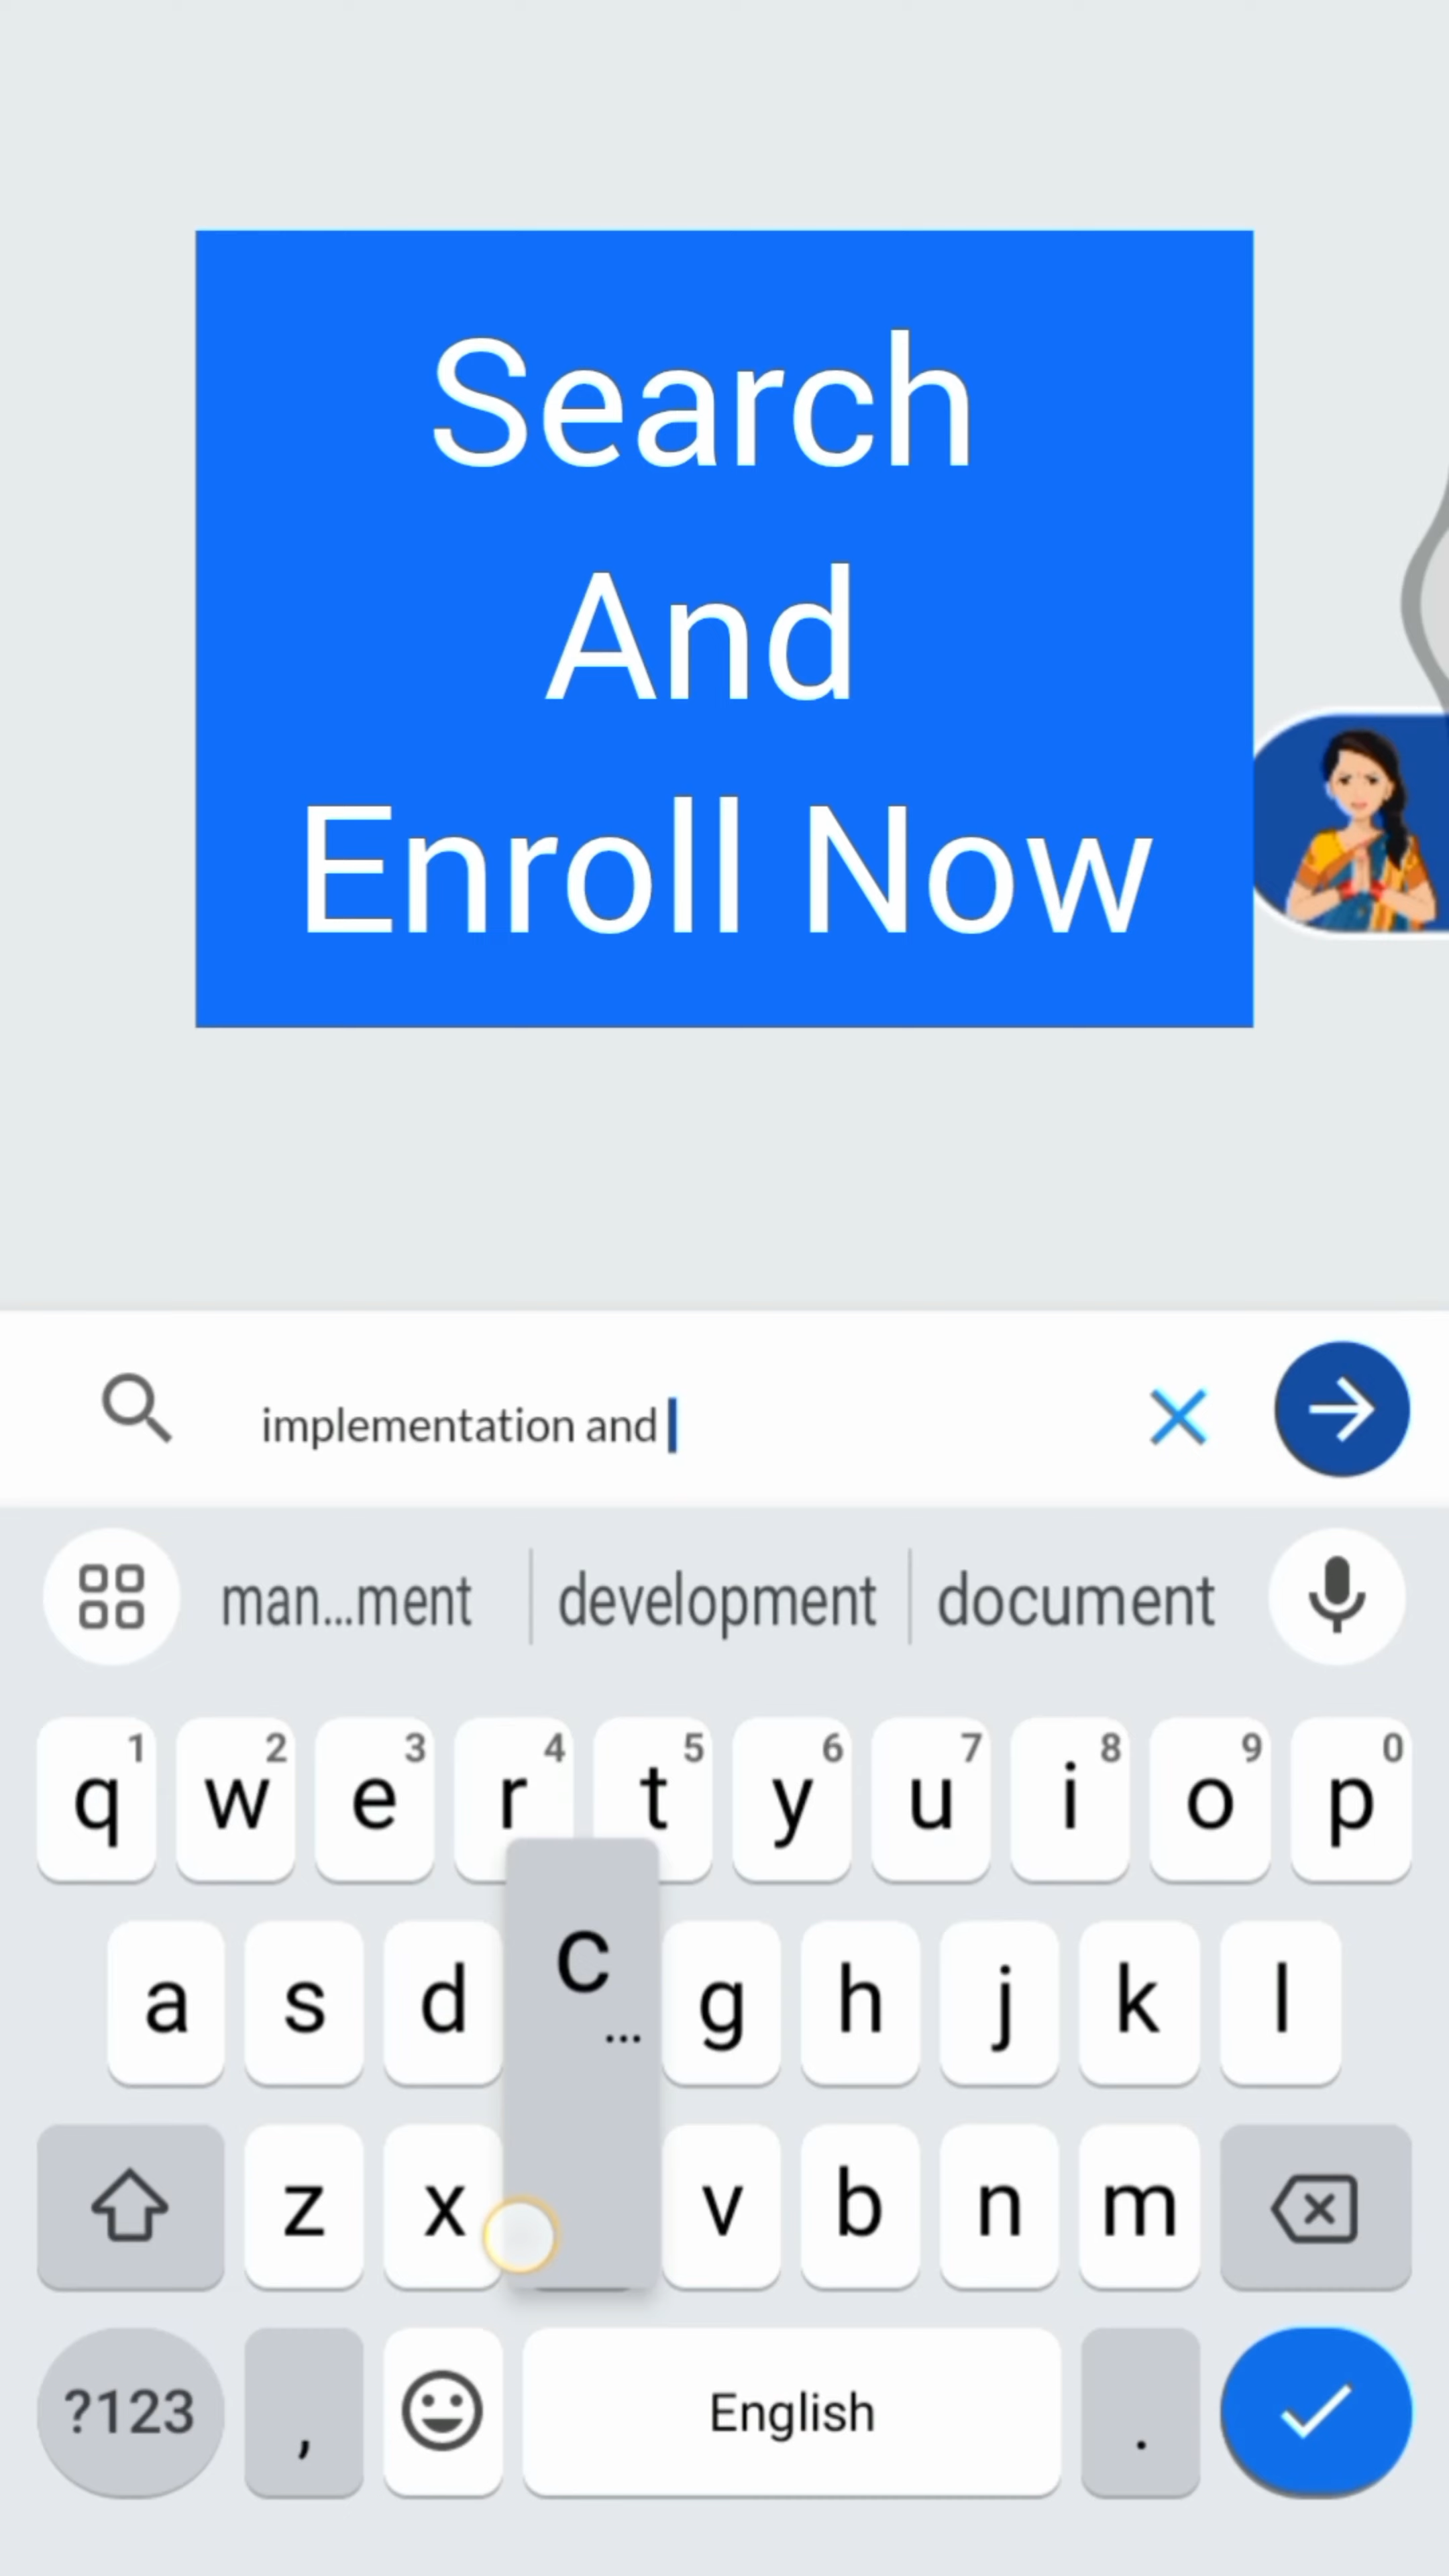 Search
And
Enroll Now
implementation and
man...ment development document
1 2 3 4 5 6 7 8 9 0
q w e r t y u i o p
a s d c g h j k l
...
z x v b n m
?123 , English .